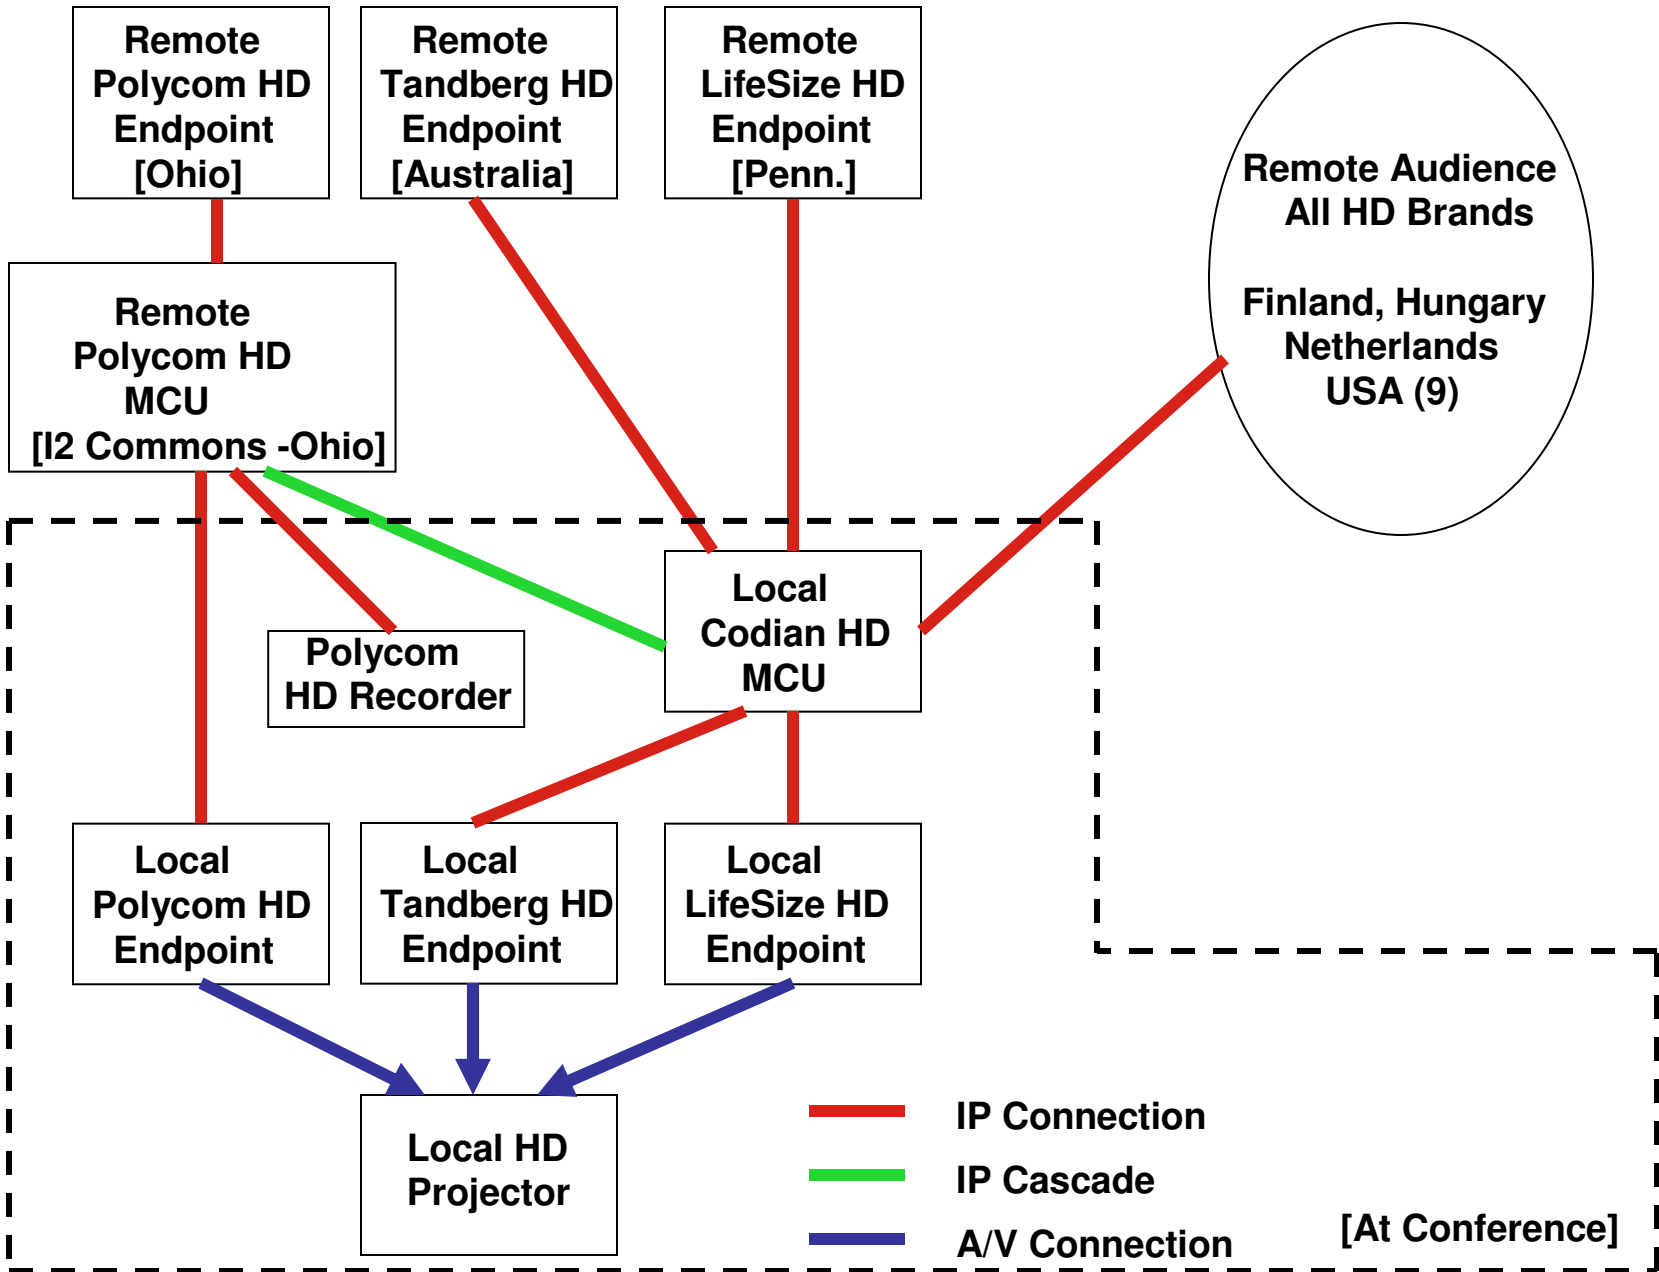 Remote
Polycom HD
Endpoint
[Ohio]
Remote
Tandberg HD
Endpoint
[Australia]
Remote
LifeSize HD
Endpoint
[Penn.]
Remote Audience
All HD Brands
Finland, Hungary
Netherlands
USA (9)
Remote
Polycom HD
MCU
[I2 Commons -Ohio]
Local
Codian HD
MCU
Polycom
HD Recorder
Local
Polycom HD
Endpoint
Local
Tandberg HD
Endpoint
Local
LifeSize HD
Endpoint
Local HD
Projector
IP Connection
IP Cascade
A/V Connection
[At Conference]